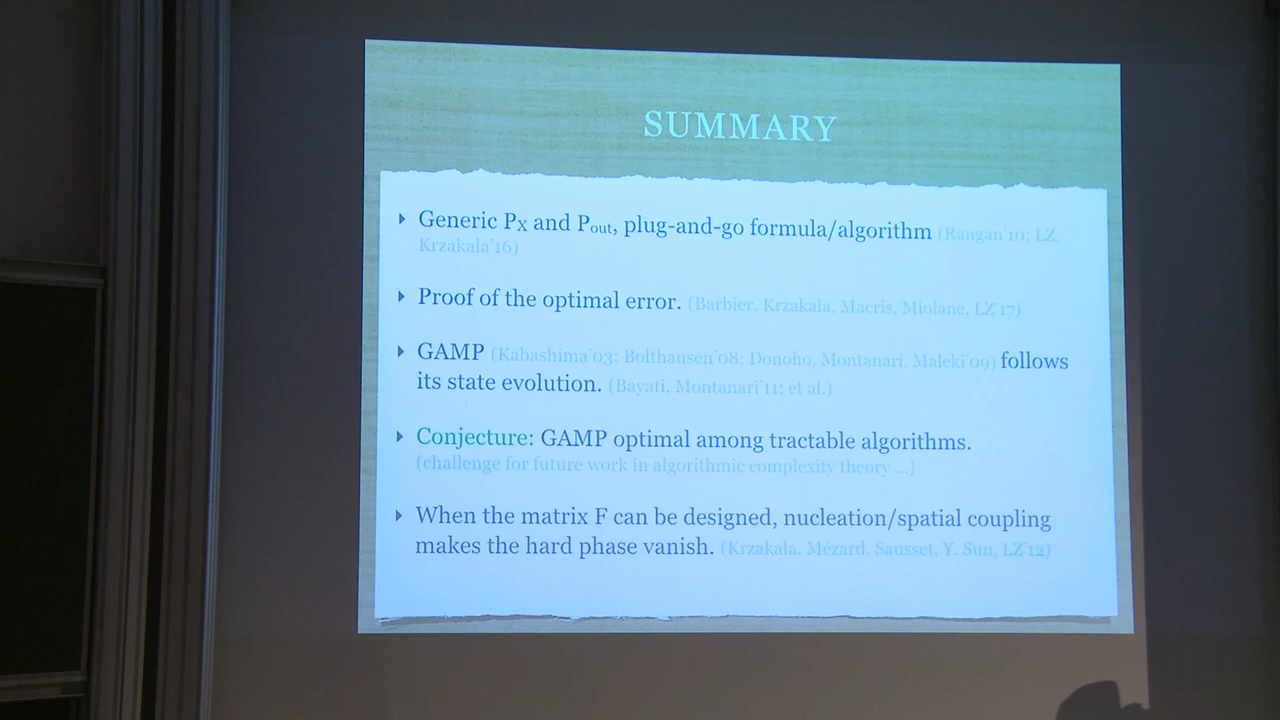 SUMMARY
Generic Px and Pout, plug-and-go formula/algorithm (Rangan'10; LZ,
Krzakala'16)
Proof of the optimal error. (Barbier, Krzakala, Macris, Miolane, LZ'17)
GAMP (Kabashima'03; Bolthausen'08; Donoho, Montanari. Maleki'09) follows
its state evolution. (Bayati, Montanari'11; et al.)
Conjecture: GAMP optimal among tractable algorithms.
(challenge for future work in algorithmic complexity theory ...)
When the matrix F can be designed, nucleation/spatial coupling
makes the hard phase vanish. (Krzakala, Mézard, Sausset, Y. Sun, LZ'12)